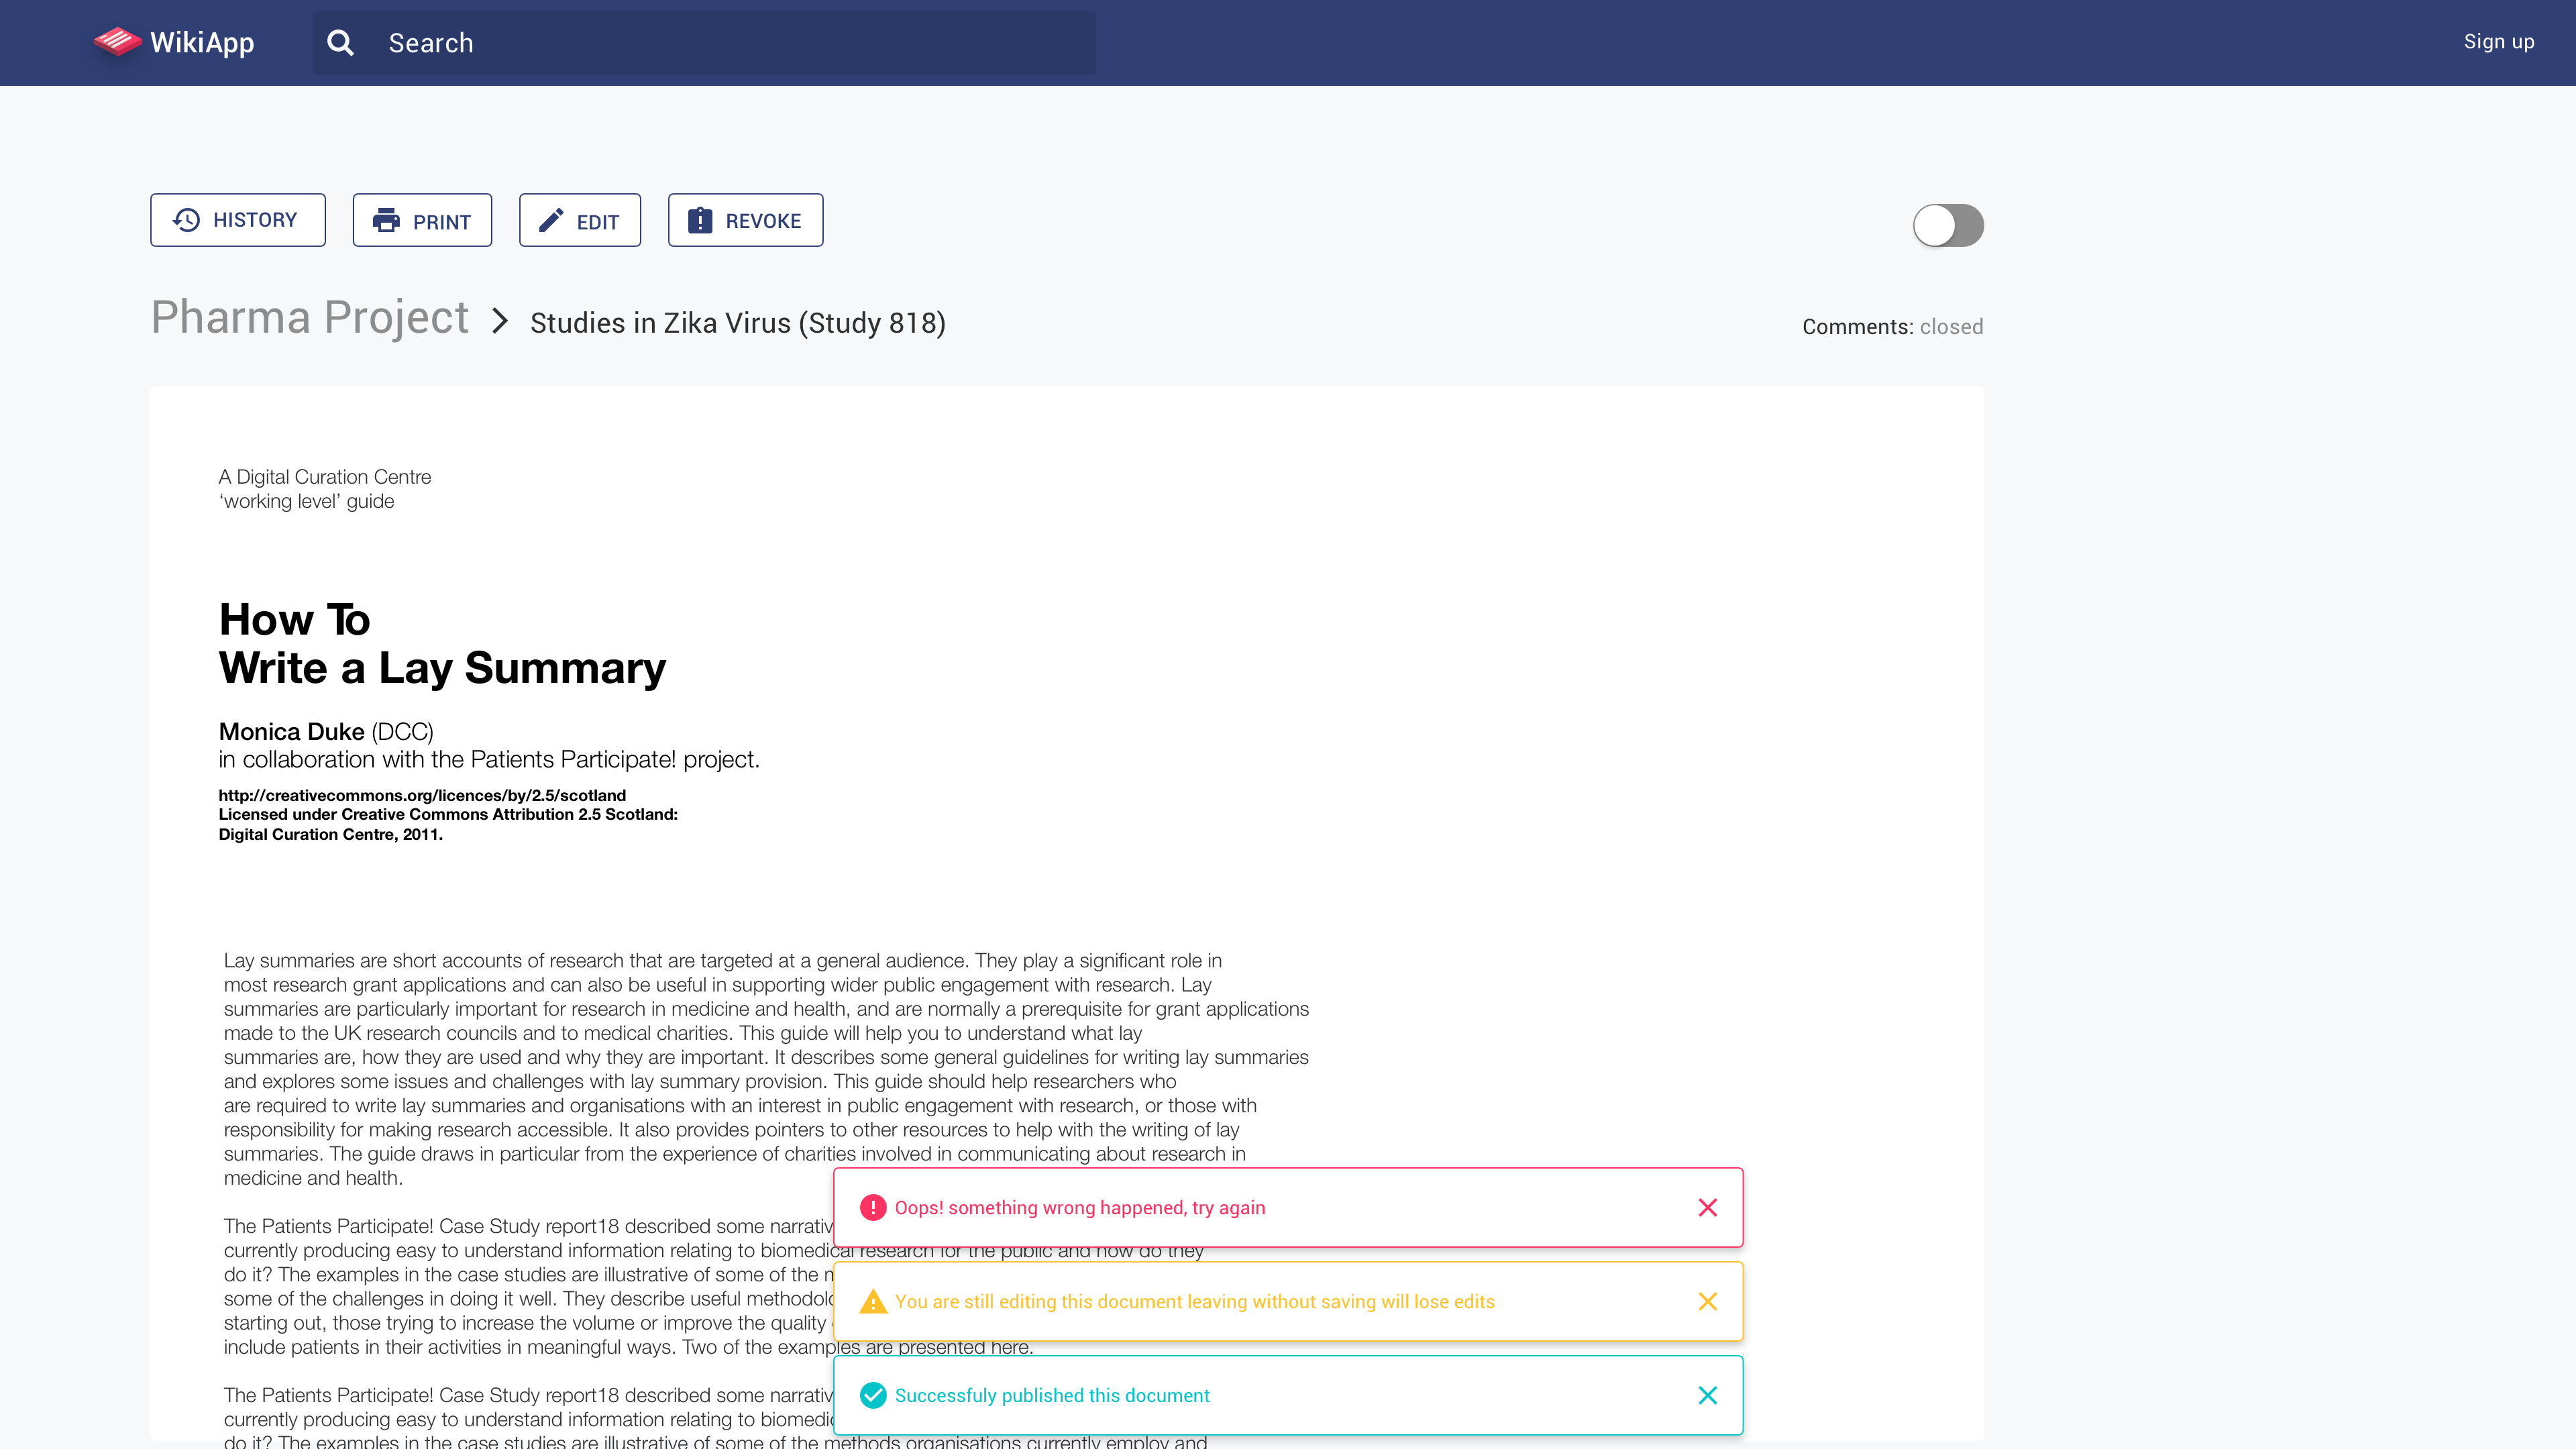 WikiApp
Search
Sign up
HISTORY
PRINT
EDIT
REVOKE
Pharma Project
Studies in Zika Virus (Study 818)
Comments: closed
A Digital Curation Centre
‘working level’ guide
How To
Write a Lay Summary
Monica Duke (DCC)
in collaboration with the Patients Participate! project.
http://creativecommons.org/licences/by/2.5/scotland
Licensed under Creative Commons Attribution 2.5 Scotland:
Digital Curation Centre, 2011.
Lay summaries are short accounts of research that are targeted at a general audience. They play a significant role in
most research grant applications and can also be useful in supporting wider public engagement with research. Lay
summaries are particularly important for research in medicine and health, and are normally a prerequisite for grant applications
made to the UK research councils and to medical charities. This guide will help you to understand what lay
summaries are, how they are used and why they are important. It describes some general guidelines for writing lay summaries
and explores some issues and challenges with lay summary provision. This guide should help researchers who
are required to write lay summaries and organisations with an interest in public engagement with research, or those with
responsibility for making research accessible. It also provides pointers to other resources to help with the writing of lay
summaries. The guide draws in particular from the experience of charities involved in communicating about research in
medicine and health.
The Patients Participate! Case Study report18 described some
currently producing easy to understand information relating to biomedical research for the public and how do they
do it? The examples in the case studies are illustrative of some of the
some of the challenges in doing it well. They describe useful
starting out, those trying to increase the volume or improve the quality
include patients in their activities in meaningful ways. Two of the examples are presented here.
The Patients Participate! Case Study report18 described some
currently producing easy to understand information relating to
do it? The examples in the case studies are illustrative of some of the methods organisations currently employ and
Oops! something wrong happened, try again
You are still editing this document leaving without saving will lose edits
Successfuly published this document